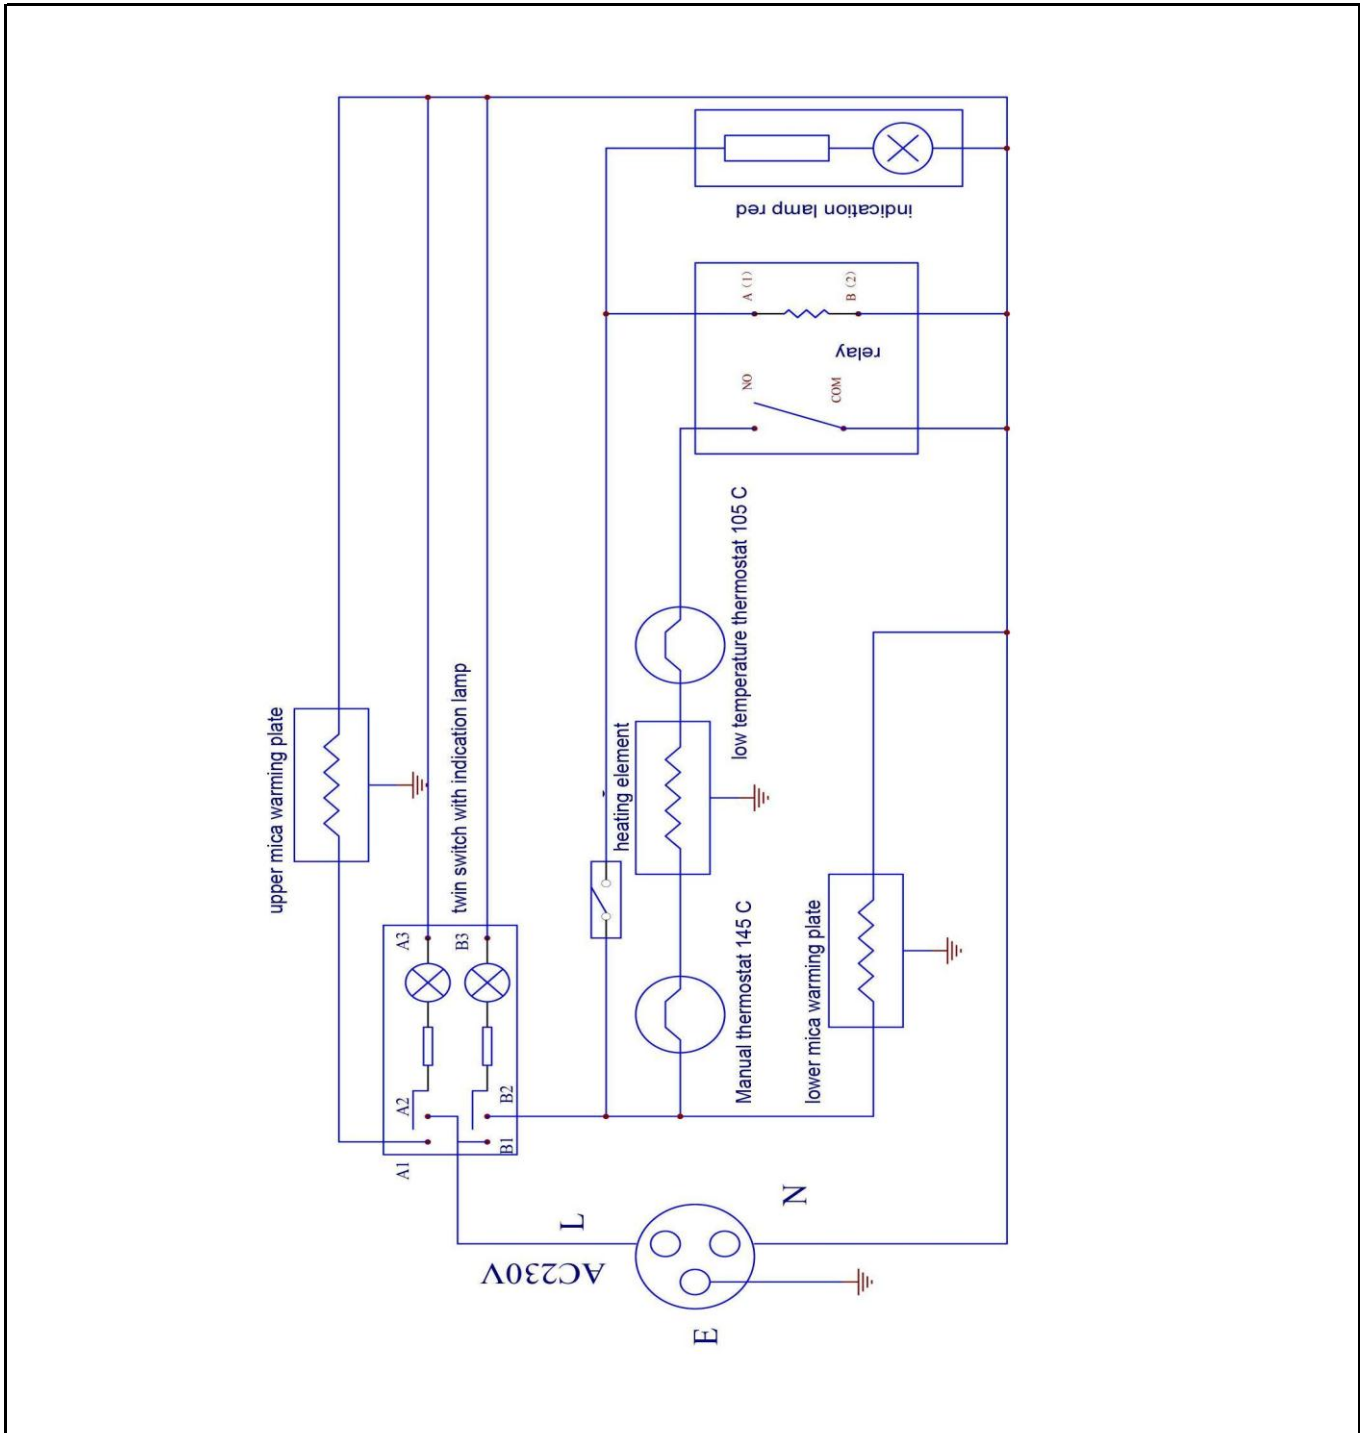 indication lamp red
A (1)
B (2)
relay
NO
COM
low temperature thermostat 105 C
upper mica warming plate
twin switch with indication lamp
heating element
A3
B3
Manual thermostat 145 C
lower mica warming plate
A2
B2
A1
B1
L
N
AC230V
E